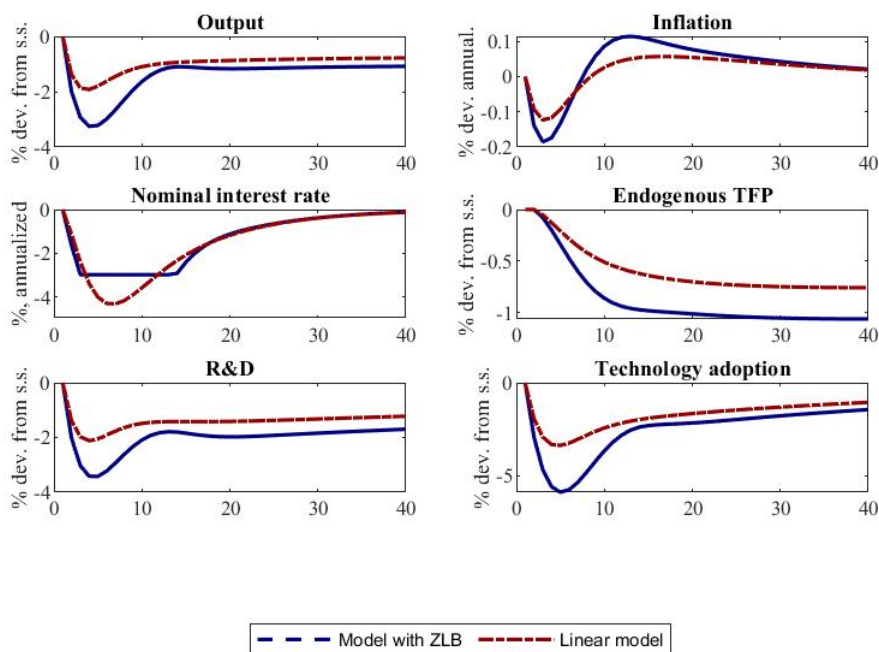 Output
Inflation
% dev. from s.s.
0
-2
-4
0 10 20 30 40
% dev. annual.
0.1
0
-0.1
-0.2
0 10 20 30 40
Nominal interest rate
Endogenous TFP
%, annualized
0
-2
-4
0 10 20 30 40
% dev. from s.s.
0
-0.5
-1
0 10 20 30 40
R&D
Technology adoption
% dev. from s.s.
0
-2
-4
0 10 20 30 40
% dev. from s.s.
0
-5
0 10 20 30 40
Model with ZLB Linear model